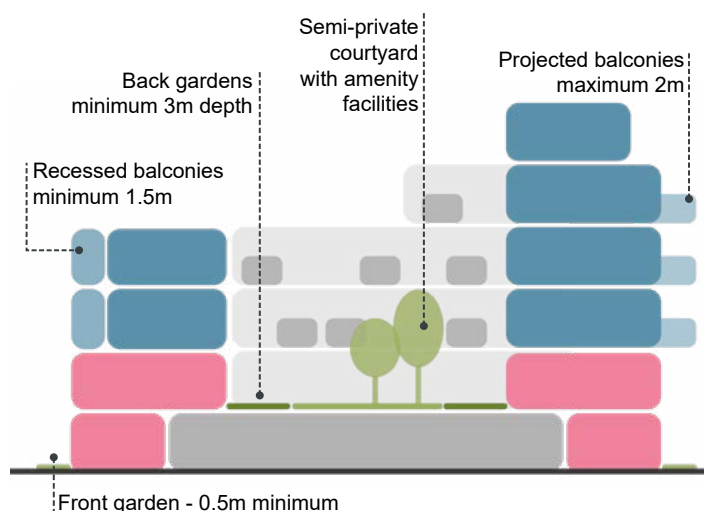 Semi-private
courtyard
with amenity
facilities
Projected balconies
maximum 2m
Back gardens
minimum 3m depth
Recessed balconies
minimum 1.5m
Front garden - 0.5m minimum